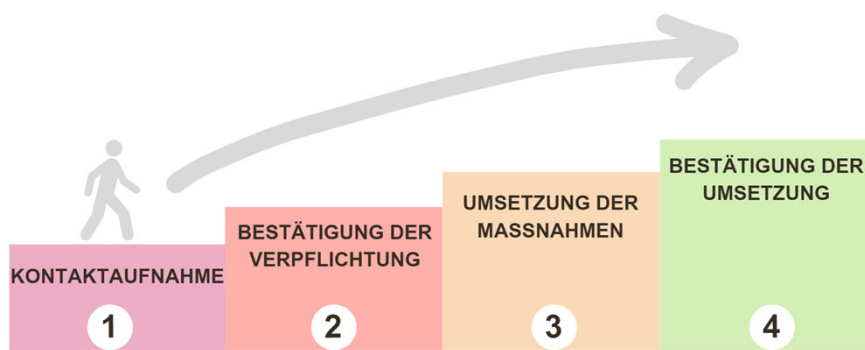 KONTAKTAUFNAHME
1
BESTÄTIGUNG DER
VERPFLICHTUNG
2
UMSETZUNG DER
MASSNAHMEN
3
BESTÄTIGUNG DER
UMSETZUNG
4